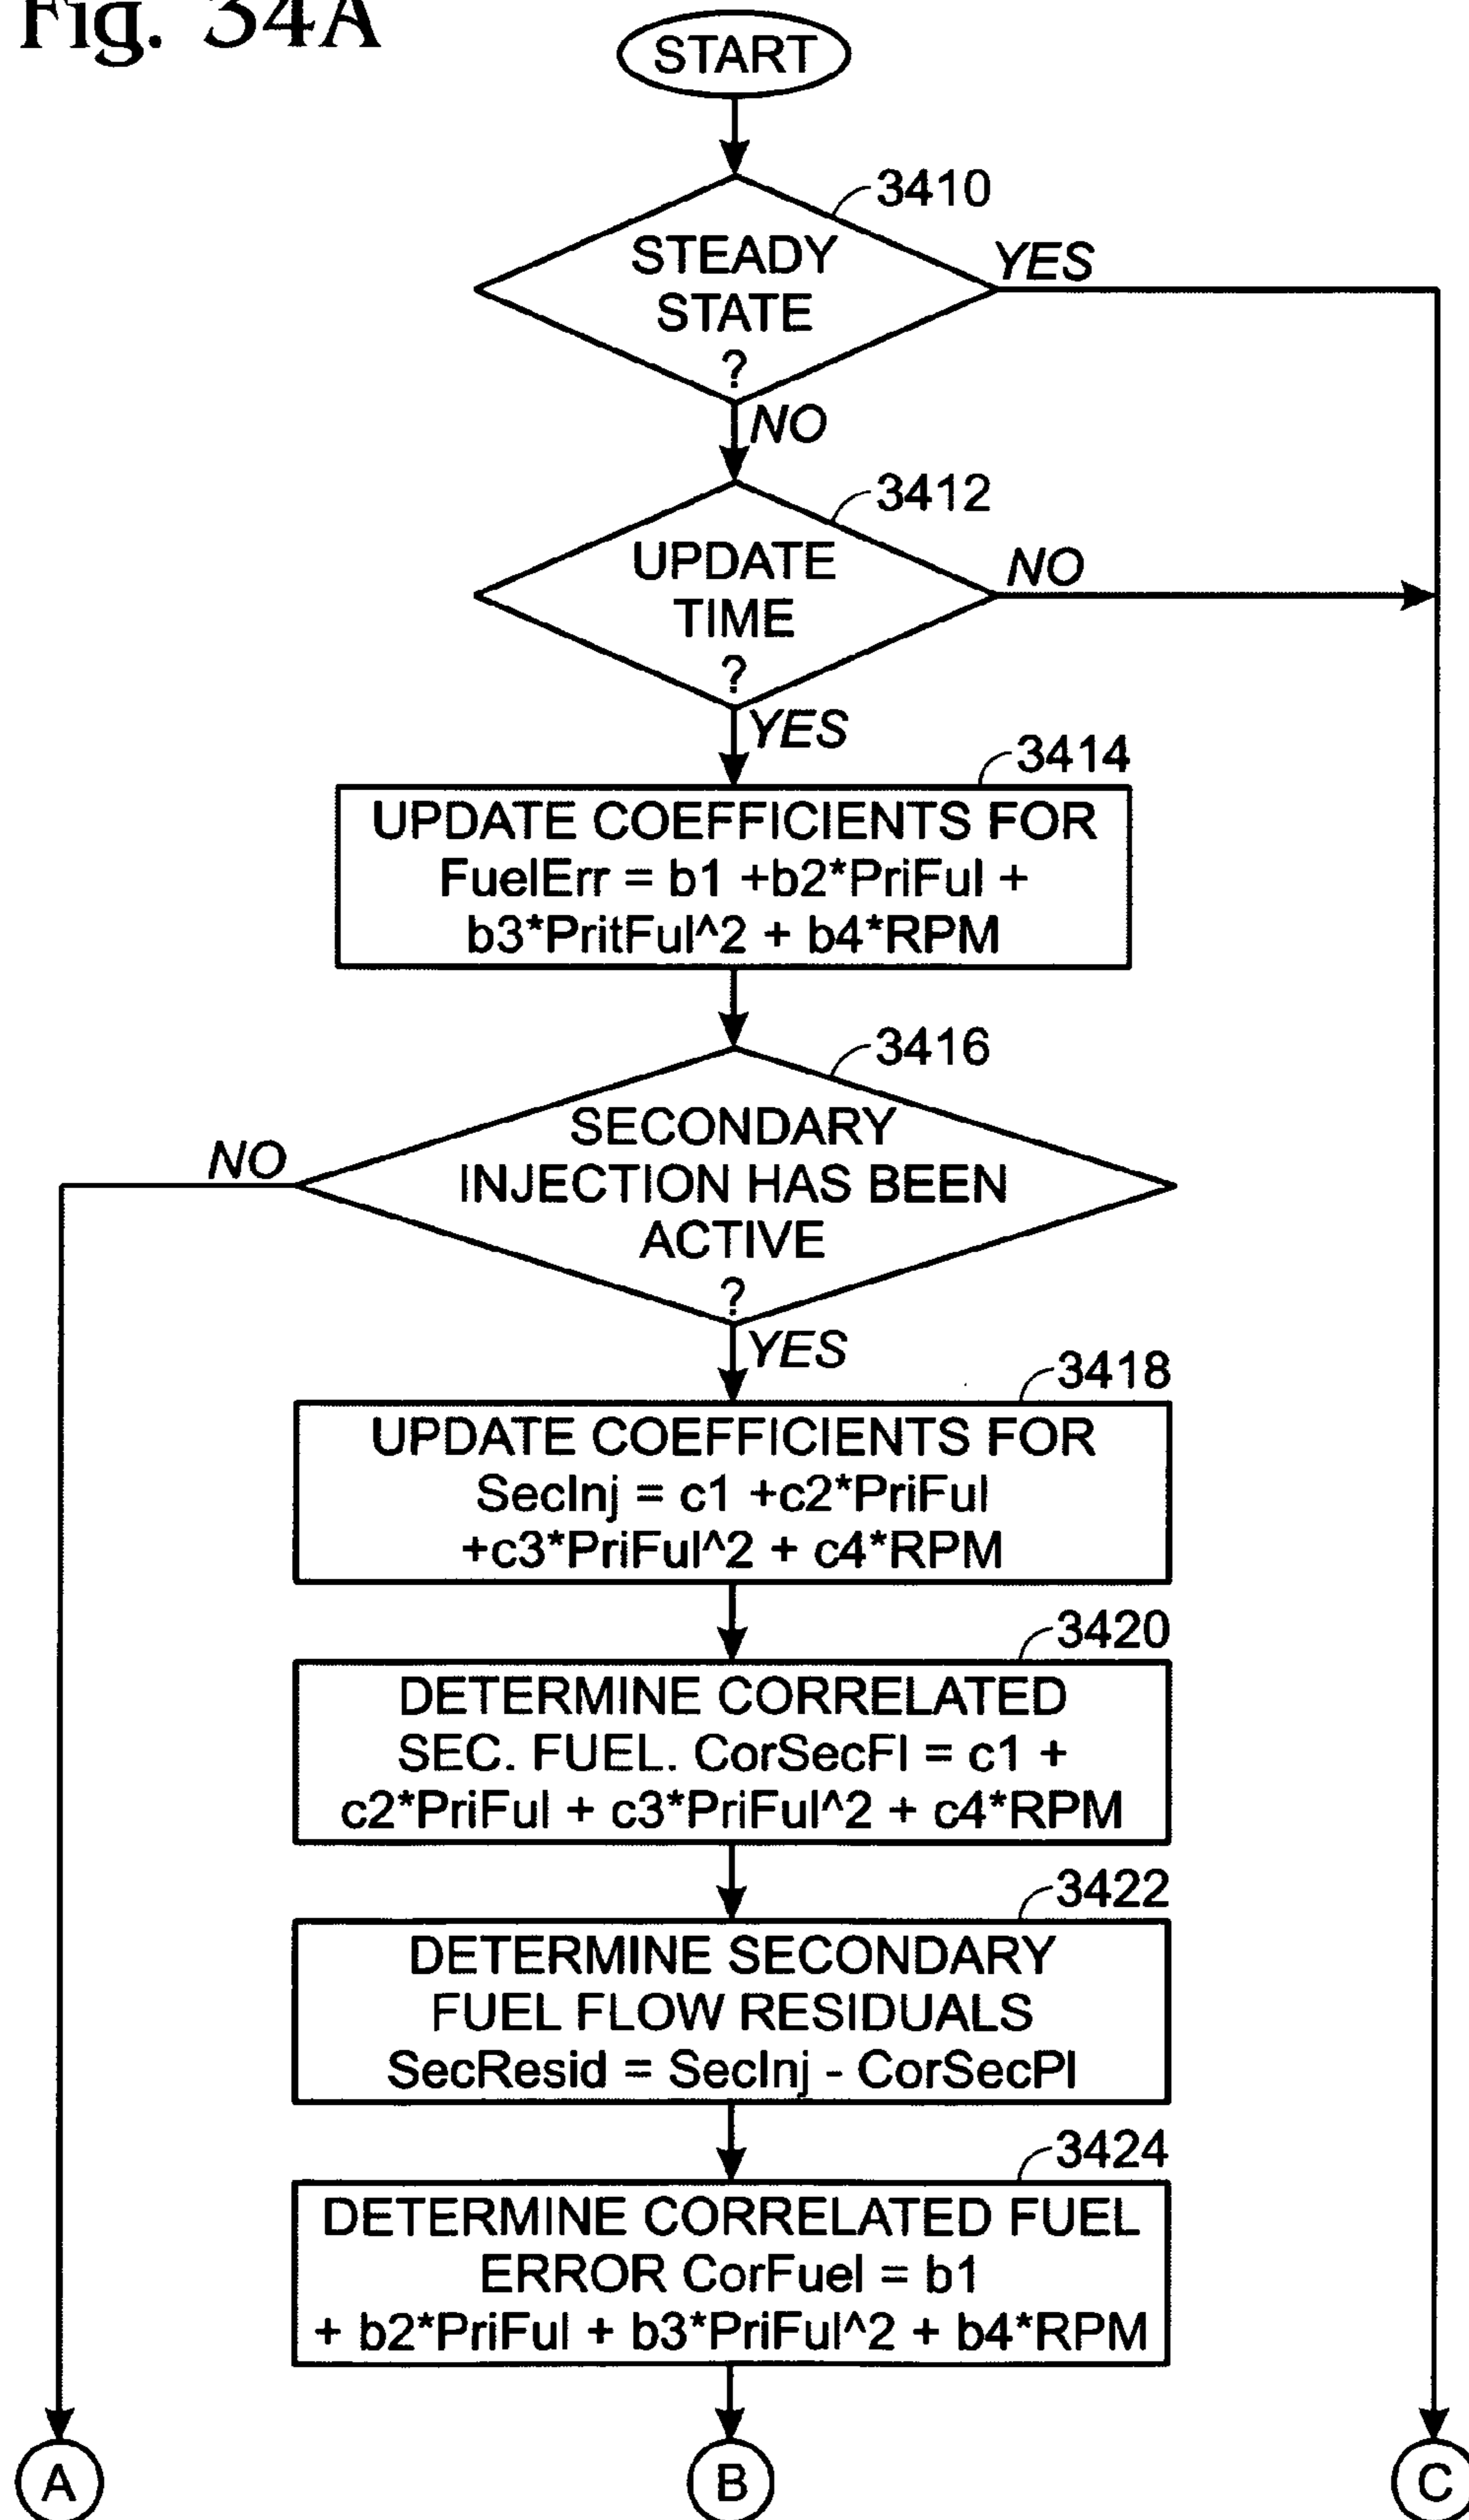 Fig. 34A
START
3410
STEADY
STATE
?
YES
NO
3412
UPDATE
TIME
?
NO
YES
3414
UPDATE COEFFICIENTS FOR
FuelErr = b1 +b2*PriFul +
b3*PritFul^2 + b4*RPM
3416
SECONDARY
INJECTION HAS BEEN
ACTIVE
?
NO
YES
3418
UPDATE COEFFICIENTS FOR
SecInj = c1 +c2*PriFul
+c3*PriFul^2 + c4*RPM
3420
DETERMINE CORRELATED
SEC. FUEL. CorSecFl = c1 +
c2*PriFul + c3*PriFul^2 + c4*RPM
3422
DETERMINE SECONDARY
FUEL FLOW RESIDUALS
SecResid = SecInj - CorSecPl
3424
DETERMINE CORRELATED FUEL
ERROR CorFuel = b1
+ b2*PriFul + b3*PriFul^2 + b4*RPM
A
B
C